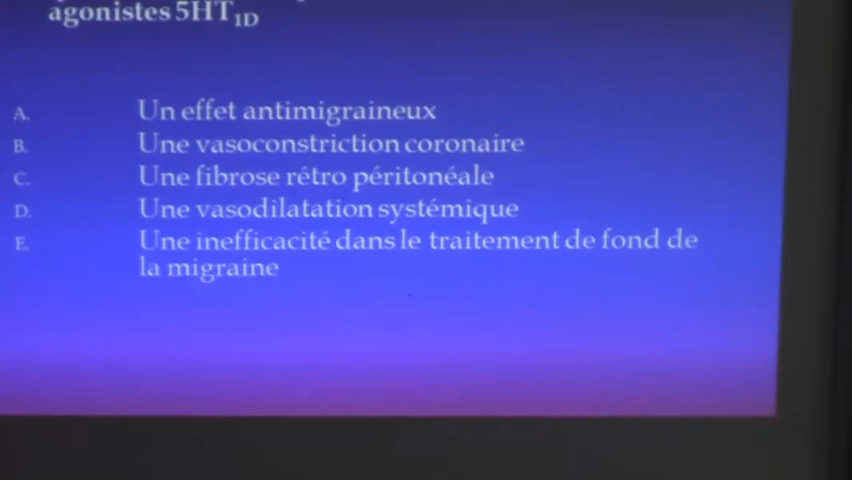 agonistes 5HT1D
A. Un effet antimigraineux
B. Une vasoconstriction coronaire
C. Une fibrose rétro péritonéale
D. Une vasodilatation systémique
E. Une inefficacité dans le traitement de fond de
la migraine